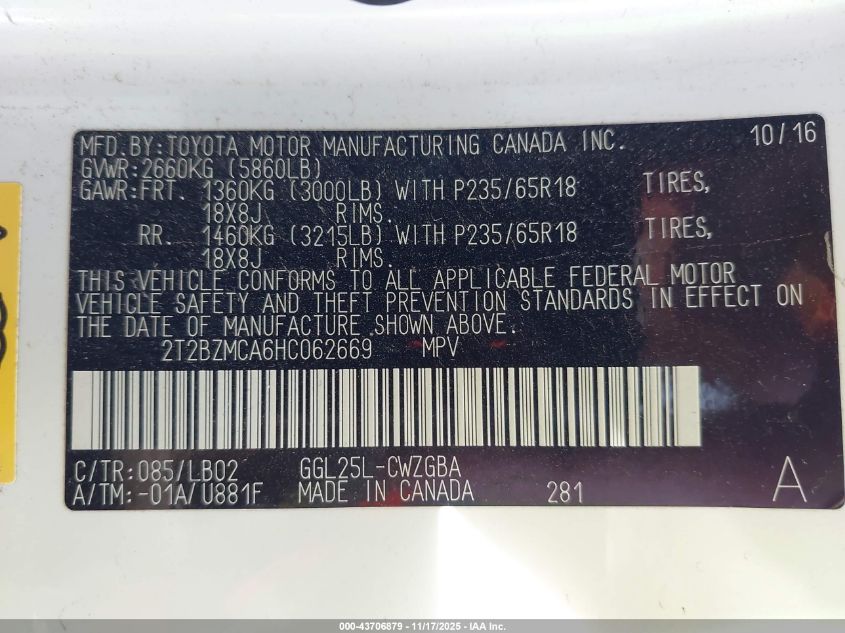 MFD.BY:TOYOTA MOTOR MANUFACTURING CANADA INC. 10/16
GVWR:2660KG (5860LB)
GAWR:FRT. 1360KG (3000LB) WITH P235/65R18 TIRES,
18X8J RIMS.
RR. 1460KG (3215LB) WITH P235/65R18 TIRES,
18X8J RIMS.
THIS VEHICLE CONFORMS TO ALL APPLICABLE FEDERAL MOTOR
VEHICLE SAFETY AND THEFT PREVENTION STANDARDS IN EFFECT ON
THE DATE OF MANUFACTURE SHOWN ABOVE.
2T2BZMCA6HC062669 MPV
C/TR:085/LB02 GGL25L-CWZGBA
A/TM:-01A/U881F MADE IN CANADA 281 A
000-43706879 - 11/17/2025 - IAA Inc.